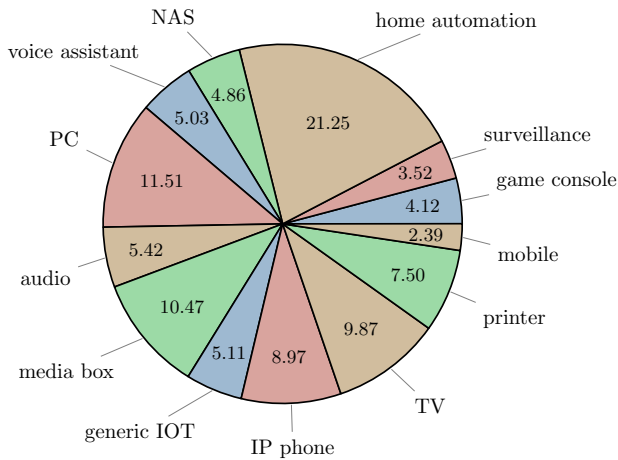 NAS
home automation
voice assistant
4.86
5.03
21.25
surveillance
PC
3.52
game console
11.51
4.12
2.39
5.42
mobile
audio
7.50
10.47
printer
9.87
5.11
8.97
media box
TV
generic IOT
IP phone